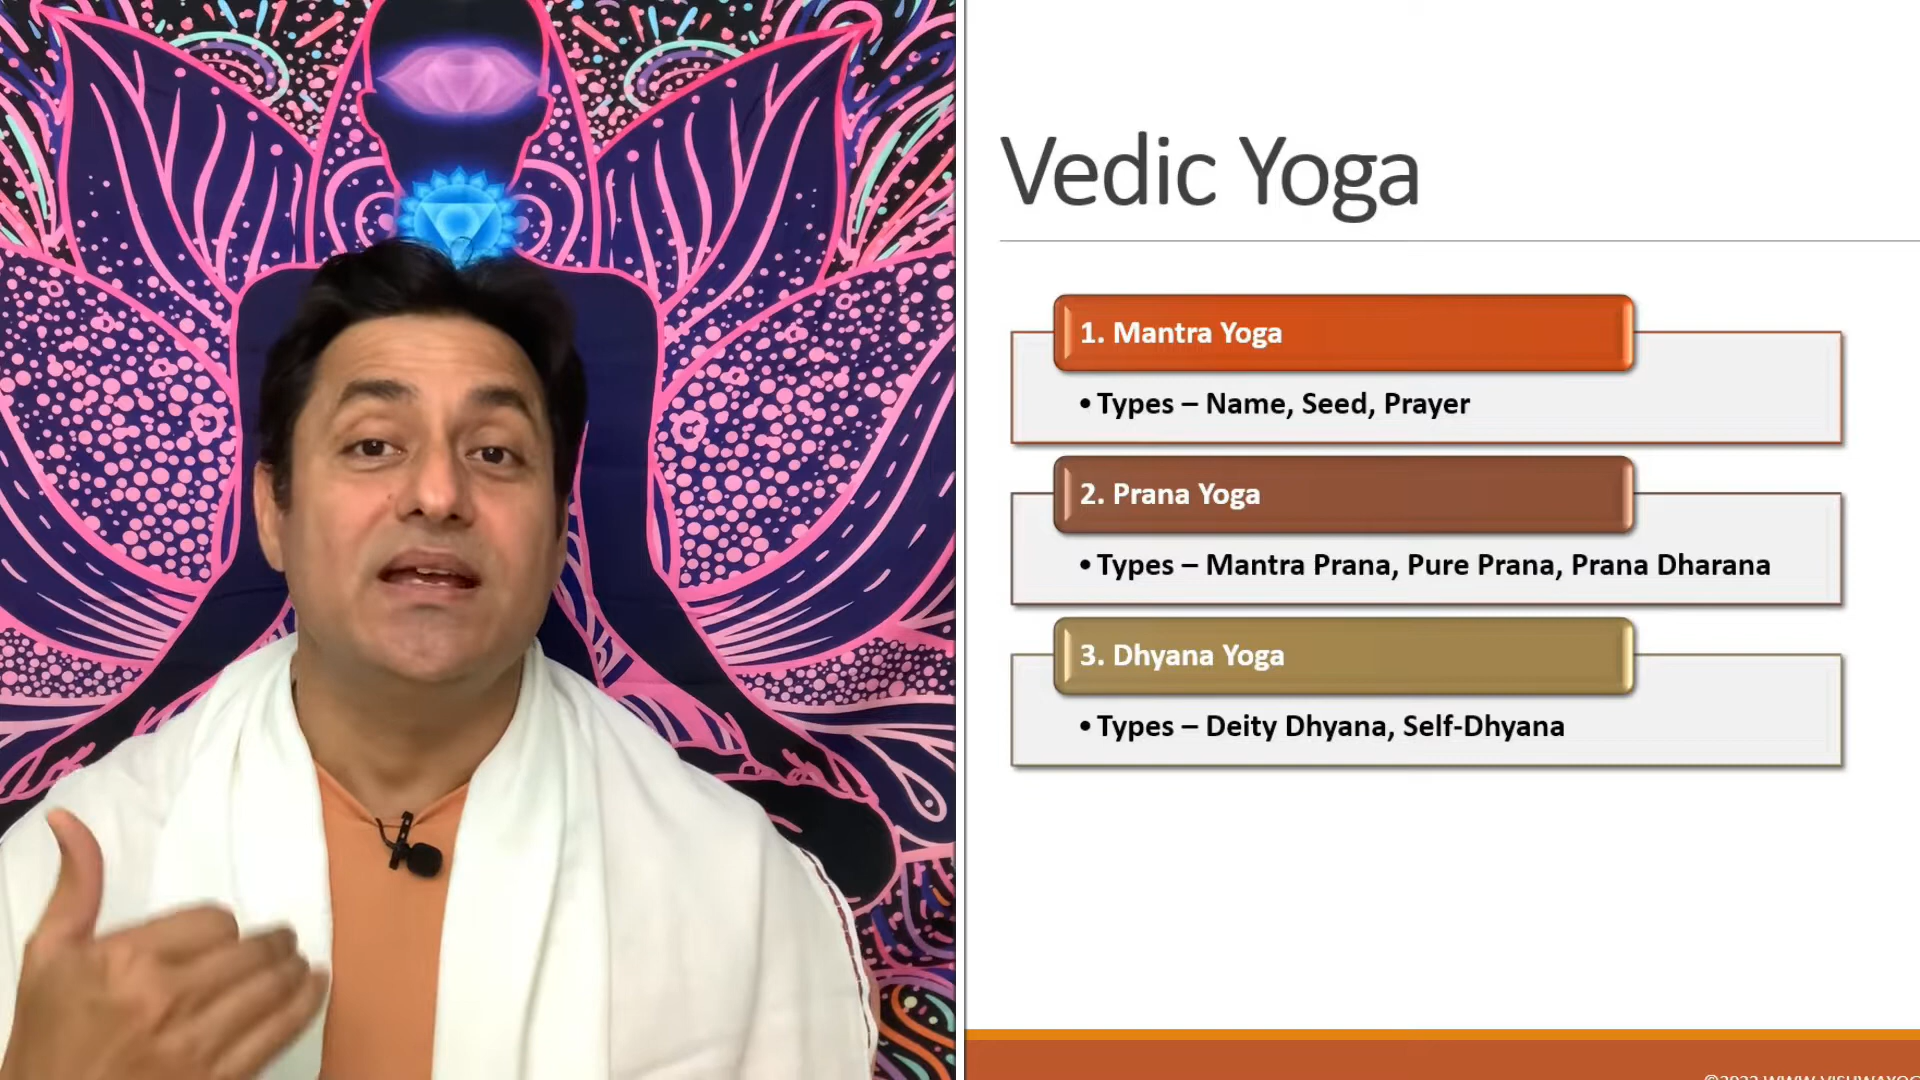 Vedic Yoga
1. Mantra Yoga
• Types – Name, Seed, Prayer
2. Prana Yoga
• Types – Mantra Prana, Pure Prana, Prana Dharana
3. Dhyana Yoga
• Types – Deity Dhyana, Self-Dhyana